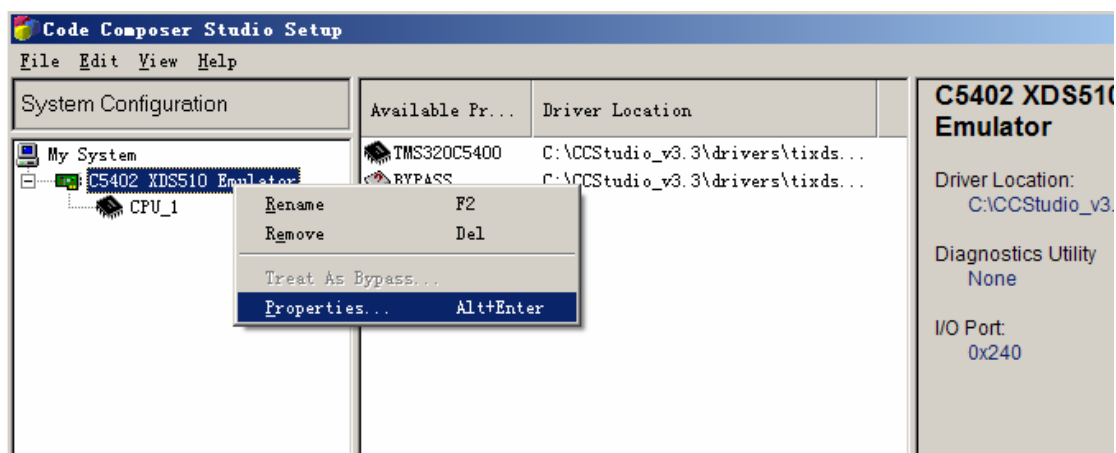 Code Composer Studio Setup
File Edit View Help
System Configuration
My System
C5402 XDS510 Emulator
CPU_1
Available Pr... Driver Location
TMS320C5400 C:\CCStudio_v3.3\drivers\tixds...
BYPASS C:\CCStudio_v3.3\drivers\tixds...
Rename F2
Remove Del
Treat As Bypass...
Properties... Alt+Enter
C5402 XDS510
Emulator
Driver Location:
C:\CCStudio_v3.
Diagnostics Utility
None
I/O Port:
0x240